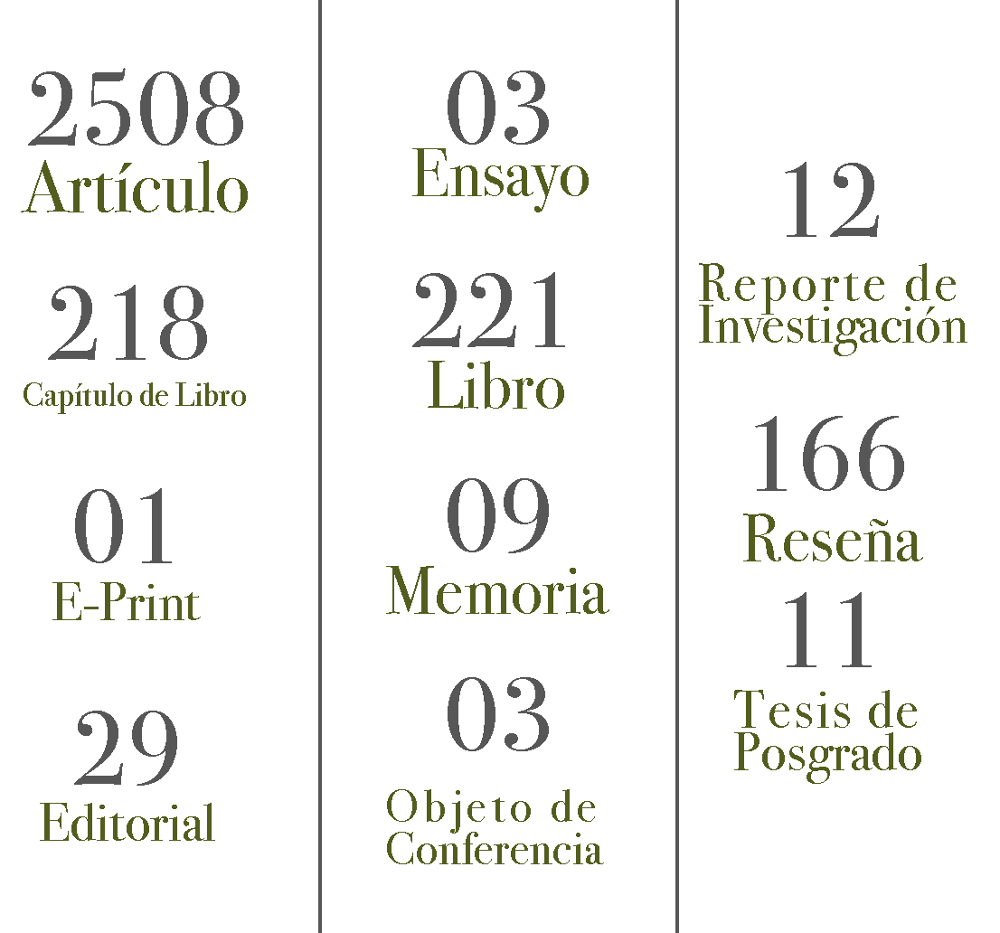 2508
Artículo
218
Capítulo de Libro
01
E-Print
29
Editorial
03
Ensayo
221
Libro
09
Memoria
03
Objeto de
Conferencia
12
Reporte de
Investigación
166
Reseña
11
Tesis de
Posgrado